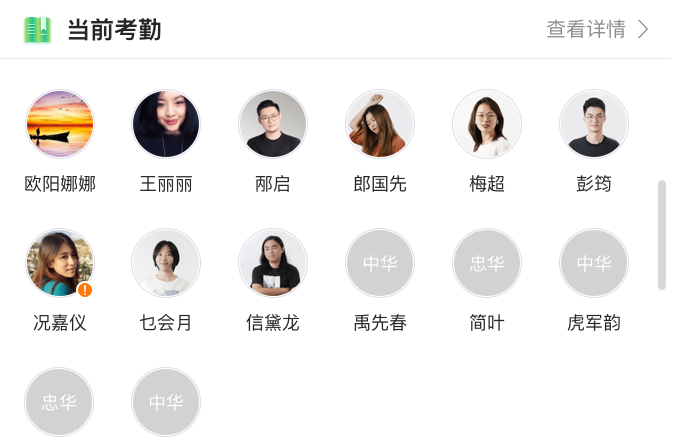 当前考勤 查看详情
欧阳娜娜 王丽丽 邴启 郎国先 梅超 彭筠
中华 忠华 中华
况嘉仪 乜会月 信黛龙 禹先春 简叶 虎军韵
忠华 中华